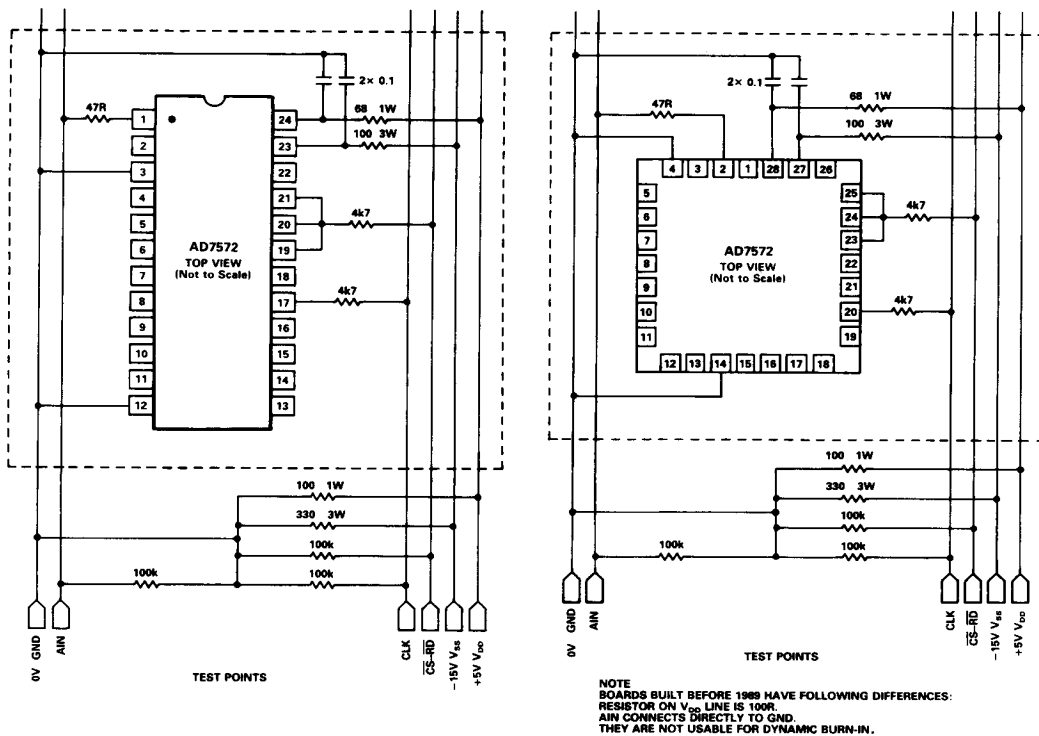 2× 0.1
47R
68 1W
100 3W
1
2
3
4
5
6
7
8
9
10
11
12
24
23
22
21
20
19
18
17
16
15
14
13
AD7572
TOP VIEW
(Not to Scale)
4k7
4k7
100 1W
330 3W
100k
100k
100k
0V GND
AIN
CLK
CS-RD
-15V VSS
+5V VDD
TEST POINTS
2× 0.1
47R
68 1W
100 3W
4
3
2
1
28
27
26
5
6
7
8
9
10
11
25
24
23
22
21
20
19
12
13
14
15
16
17
18
AD7572
TOP VIEW
(Not to Scale)
4k7
4k7
100 1W
330 3W
100k
100k
100k
0V GND
AIN
CLK
CS-RD
-15V VSS
+5V VDD
TEST POINTS
NOTE
BOARDS BUILT BEFORE 1989 HAVE FOLLOWING DIFFERENCES:
RESISTOR ON VDD LINE IS 100R.
AIN CONNECTS DIRECTLY TO GND.
THEY ARE NOT USABLE FOR DYNAMIC BURN-IN.